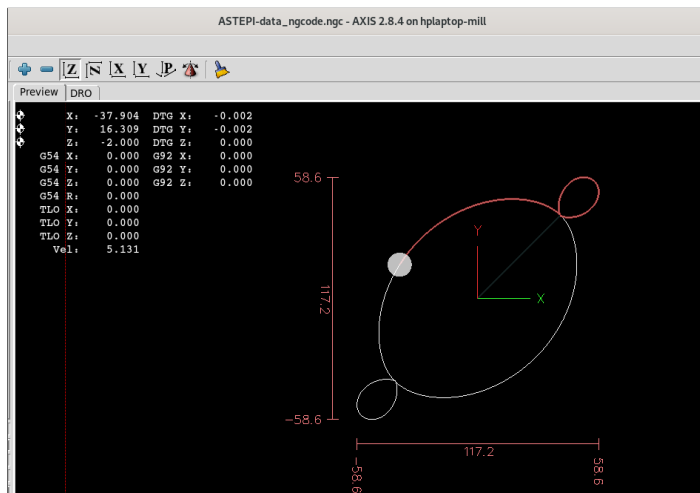 ASTEPI-data_ngcode.ngc - AXIS 2.8.4 on hplaptop-mill
Z N X Y P
Preview DRO
X: -37.904 DTG X: -0.002
Y: 16.309 DTG Y: -0.002
Z: -2.000 DTG Z: 0.000
G54 X: 0.000 G92 X: 0.000
G54 Y: 0.000 G92 Y: 0.000
G54 Z: 0.000 G92 Z: 0.000
G54 R: 0.000
TLO X: 0.000
TLO Y: 0.000
TLO Z: 0.000
Vel: 5.131
58.6
Y
X
117.2
-58.6
117.2
-58.6
58.6